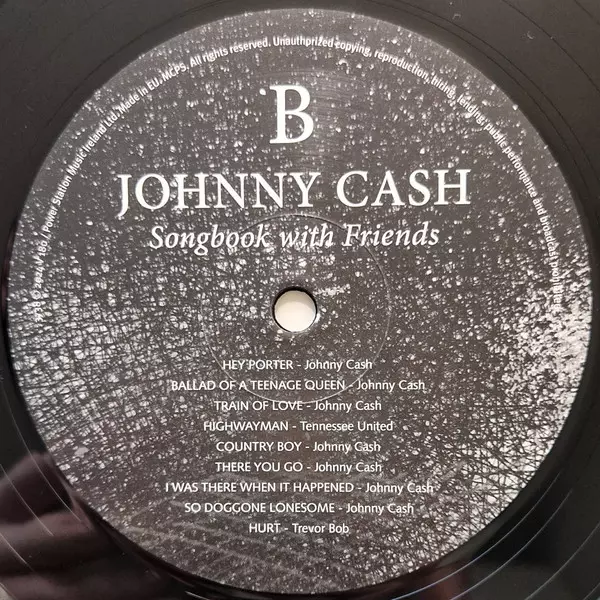 Power Station Music Ireland Ltd. Made in EU. MCPS. All rights reserved. Unauthorized copying, reproduction, hiring, lending, public performance and broadcast
B
JOHNNY CASH
Songbook with Friends
HEY PORTER - Johnny Cash
BALLAD OF A TEENAGE QUEEN - Johnny Cash
TRAIN OF LOVE - Johnny Cash
HIGHWAYMAN - Tennessee United
COUNTRY BOY - Johnny Cash
THERE YOU GO - Johnny Cash
I WAS THERE WHEN IT HAPPENED - Johnny Cash
SO DOGGONE LONESOME - Johnny Cash
HURT - Trevor Bob